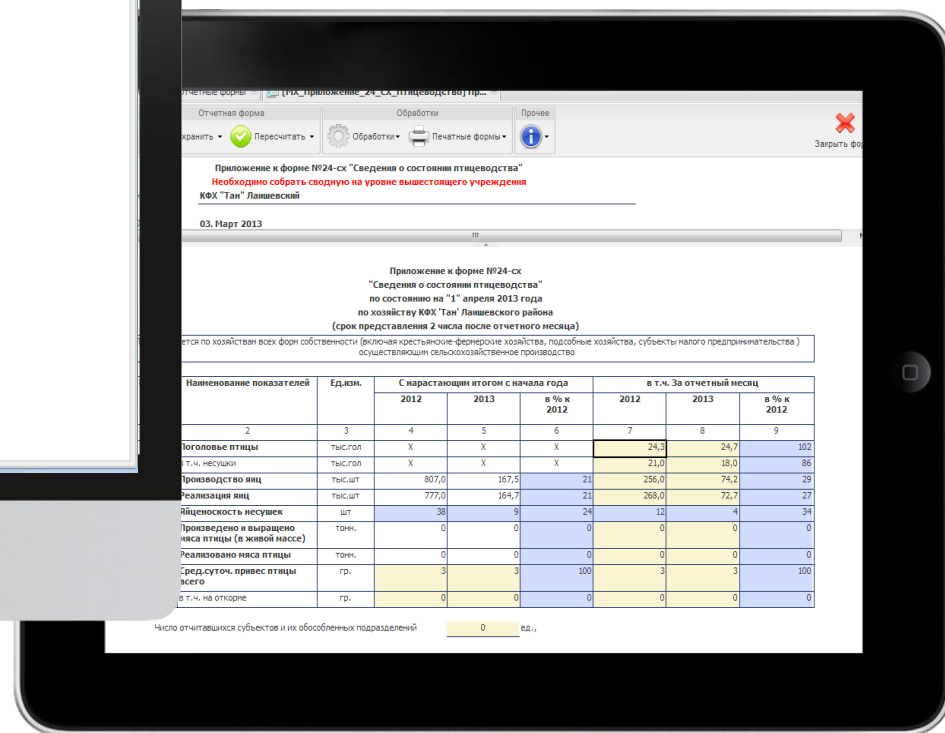 Отчетные формы [МХ_Приложение_24_СХ_Птицеводство] Пр...
Отчетная форма Обработки Прочее
хранить Пересчитать Обработки Печатные формы
Закрыть фор
Приложение к форме №24-сх "Сведения о состоянии птицеводства"
Необходимо собрать сводную на уровне вышестоящего учреждения
КФХ "Тан" Лаишевский
03. Март 2013
Приложение к форме №24-сх
"Сведения о состоянии птицеводства"
по состоянию на "1" апреля 2013 года
по хозяйству КФХ 'Тан' Лаишевского района
(срок представления 2 числа после отчетного месяца)
ется по хозяйствам всех форм собственности (включая крестьянские-фермерские хозяйства, подсобные хозяйства, субъекты малого предпринимательства )
осуществляющим сельскохозяйственное производство
Наименование показателей Ед.изм. С нарастающим итогом с начала года в т.ч. За отчетный месяц
2012 2013 в % к 2012 2012 2013 в % к 2012
2 3 4 5 6 7 8 9
Поголовье птицы тыс.гол X X X 24,3 24,7 102
т.ч. несушки тыс.гол X X X 21,0 18,0 86
Производство яиц тыс.шт 807,0 167,5 21 256,0 74,2 29
Реализация яиц тыс.шт 777,0 164,7 21 268,0 72,7 27
Яйценоскость несушек шт 38 9 24 12 4 34
Произведено и выращено
мяса птицы (в живой массе) тонн. 0 0 0 0 0 0
Реализовано мяса птицы тонн. 0 0 0 0 0 0
Сред.суточ. привес птицы
всего гр. 3 3 100 3 3 100
в т.ч. на откорме гр. 0 0 0 0 0 0
Число отчитавшихся субъектов и их обособленных подразделений 0 ед.,